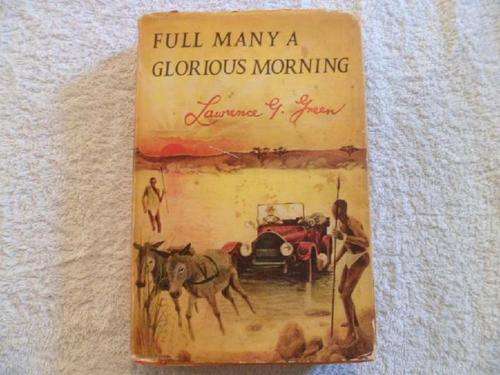 FULL MANY A
GLORIOUS MORNING
Lawrence G. Green